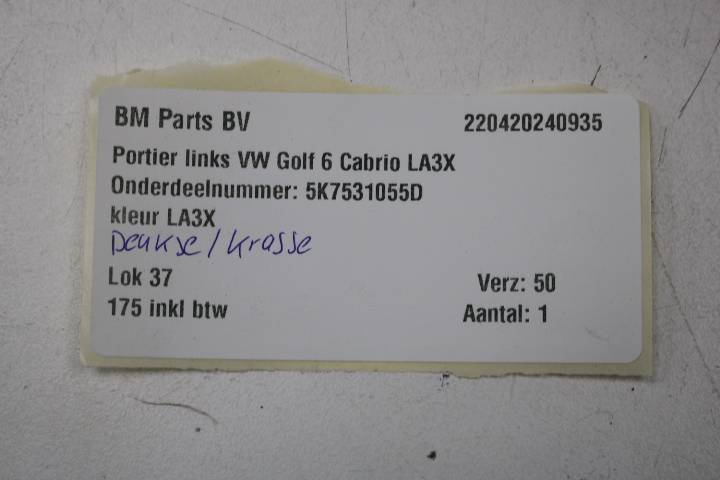 BM Parts BV 220420240935
Portier links VW Golf 6 Cabrio LA3X
Onderdeelnummer: 5K7531055D
kleur LA3X
Deukse/krasse
Lok 37 Verz: 50
175 inkl btw Aantal: 1